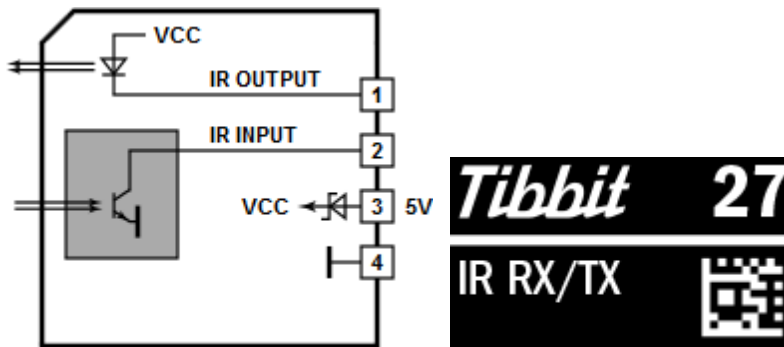 VCC
IR OUTPUT
1
IR INPUT
2
VCC 3 5V
4
Tibbit 27
IR RX/TX